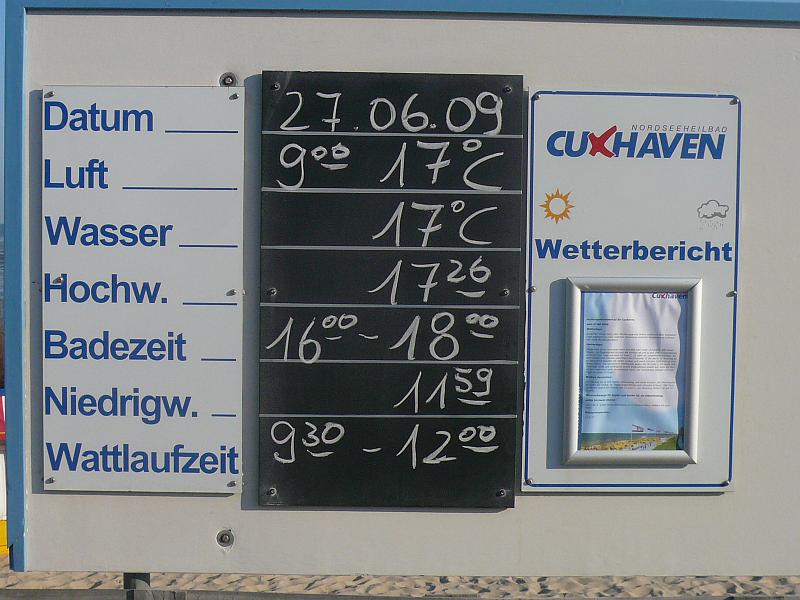 Datum 27.06.09
Luft 9⁰⁰ 17°C
Wasser 17°C
Hochw. 17²⁶
Badezeit 16⁰⁰ - 18⁰⁰
Niedrigw. 11⁵⁹
Wattlaufzeit 9³⁰ - 12⁰⁰
NORDSEEHEILBAD
CUXHAVEN
Wetterbericht
Cuxhaven